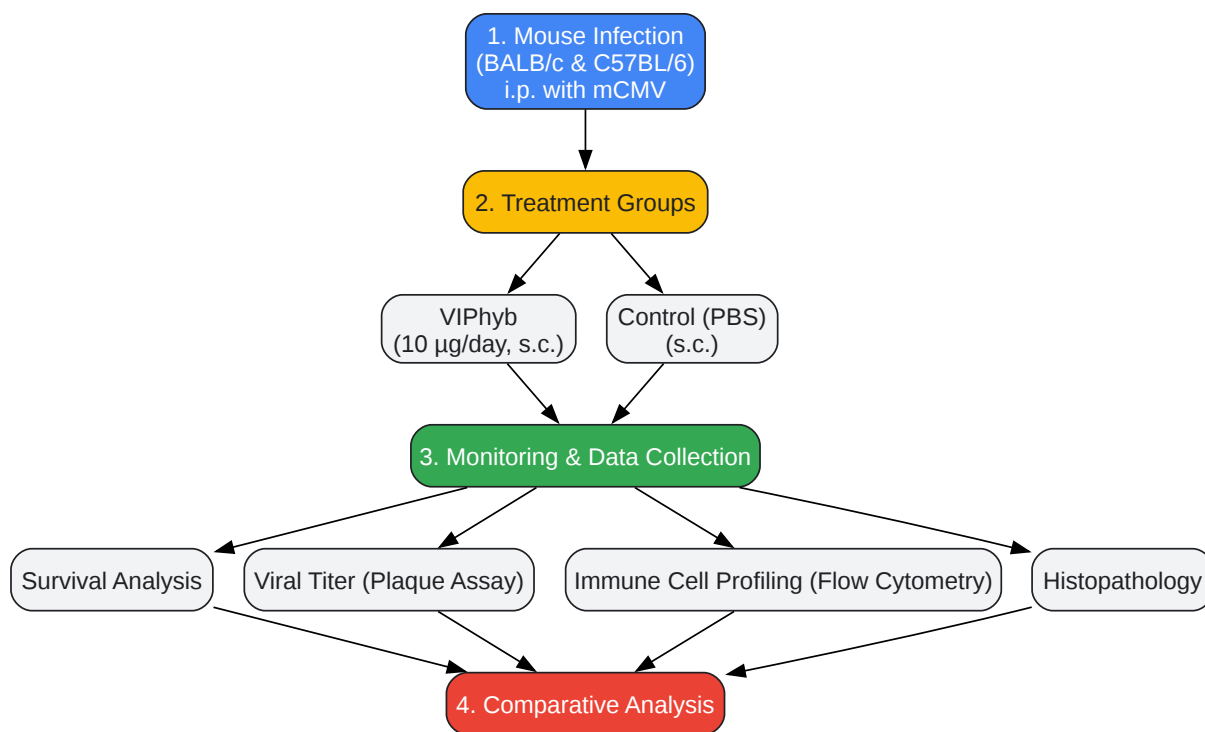 1. Mouse Infection
(BALB/c & C57BL/6)
i.p. with mCMV
2. Treatment Groups
VIPhyb
(10 µg/day, s.c.)
Control (PBS)
(s.c.)
3. Monitoring & Data Collection
Survival Analysis
Viral Titer (Plaque Assay)
Immune Cell Profiling (Flow Cytometry)
Histopathology
4. Comparative Analysis